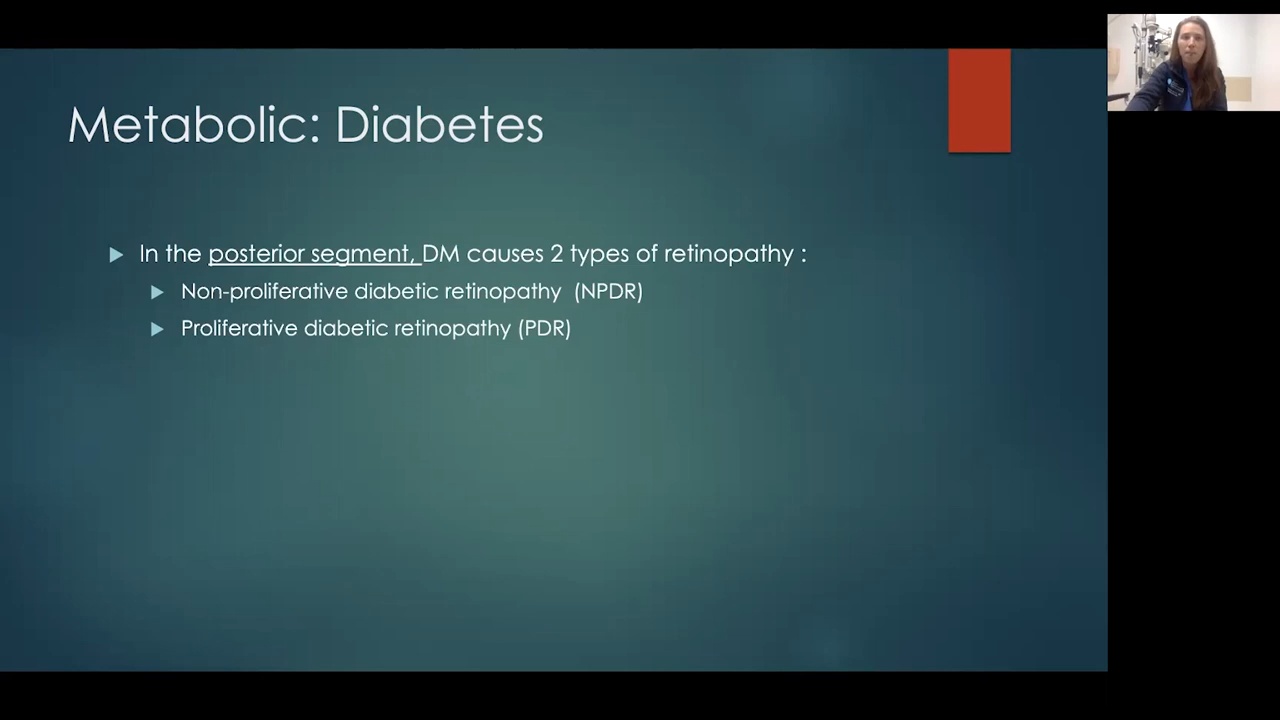 Metabolic: Diabetes
In the posterior segment, DM causes 2 types of retinopathy :
Non-proliferative diabetic retinopathy (NPDR)
Proliferative diabetic retinopathy (PDR)